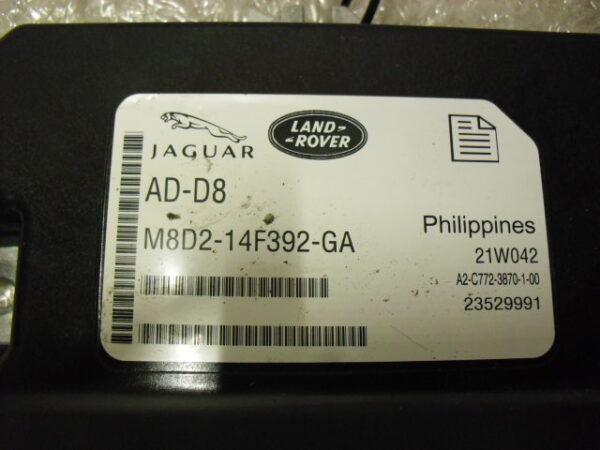 JAGUAR
LAND-
-ROVER
AD-D8
M8D2-14F392-GA
Philippines
21W042
A2-C772-3870-1-00
23529991